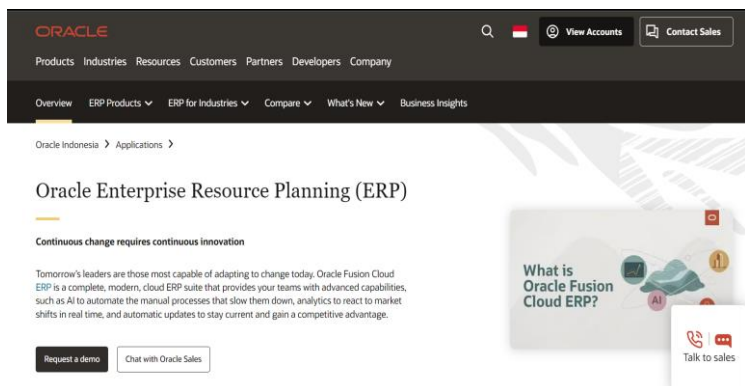 ORACLE
View Accounts
Contact Sales
Products Industries Resources Customers Partners Developers Company
Overview ERP Products ERP for Industries Compare What's New Business Insights
Oracle Indonesia Applications
Oracle Enterprise Resource Planning (ERP)
Continuous change requires continuous innovation
Tomorrow's leaders are those most capable of adapting to change today. Oracle Fusion Cloud
ERP is a complete, modern, cloud ERP suite that provides your teams with advanced capabilities,
such as AI to automate the manual processes that slow them down, analytics to react to market
shifts in real time, and automatic updates to stay current and gain a competitive advantage.
Request a demo
Chat with Oracle Sales
What is
Oracle Fusion
Cloud ERP?
AI
Talk to sales